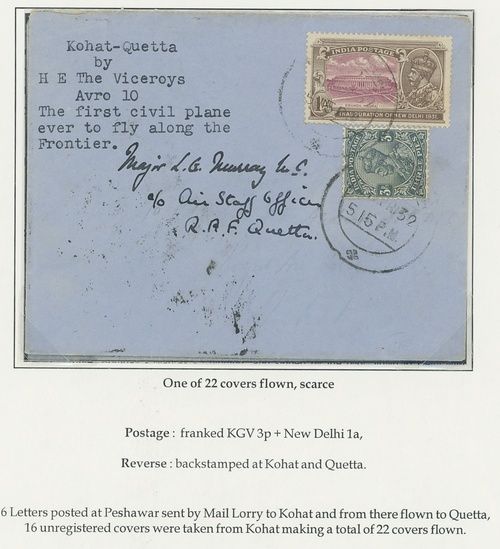 Kohat-Quetta
by
H E The Viceroys
Avro 10
The first civil plane
ever to fly along the
Frontier.
INDIA POSTAGE
1A
INAUGURATION OF NEW DELHI 1931.
Major L.G. Murray M.C.
c/o Air Staff Officer
R.A.F. Quetta.
32
5.15 P.M.
One of 22 covers flown, scarce
Postage : franked KGV 3p + New Delhi 1a,
Reverse : backstamped at Kohat and Quetta.
6 Letters posted at Peshawar sent by Mail Lorry to Kohat and from there flown to Quetta,
16 unregistered covers were taken from Kohat making a total of 22 covers flown.